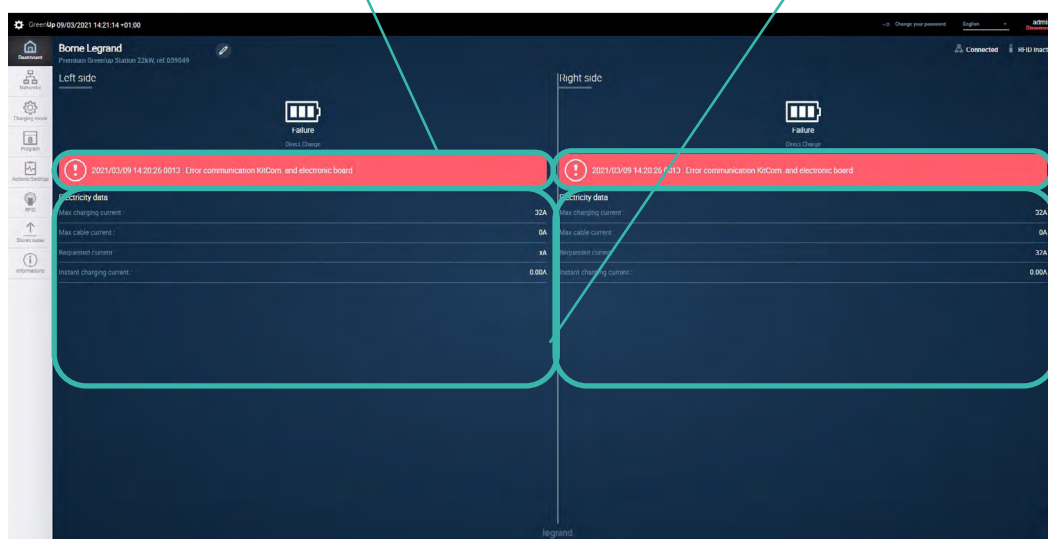 GreenUp 09/03/2021 14:21:14 +01:00
Change your password
English
admin
Disconnect
Dashboard
Borne Legrand
Premium Green'up Station 22kW, réf. 059049
Connected
RFID Inact
Networks
Charging mode
Program
Settings
RFID
Informations
Left side
Failure
Direct Charge
2021/03/09 14:20:26 0013 : Error communication KitCom. and electronic board
Electricity data
Max charging current : 32A
Max cable current : 0A
Requested current xA
Instant charging current : 0.00A
Right side
Failure
Direct Charge
2021/03/09 14:20:26 0013 : Error communication KitCom. and electronic board
Electricity data
Max charging current 32A
Max cable current 0A
Requested current 32A
Instant charging current : 0.00A
legrand